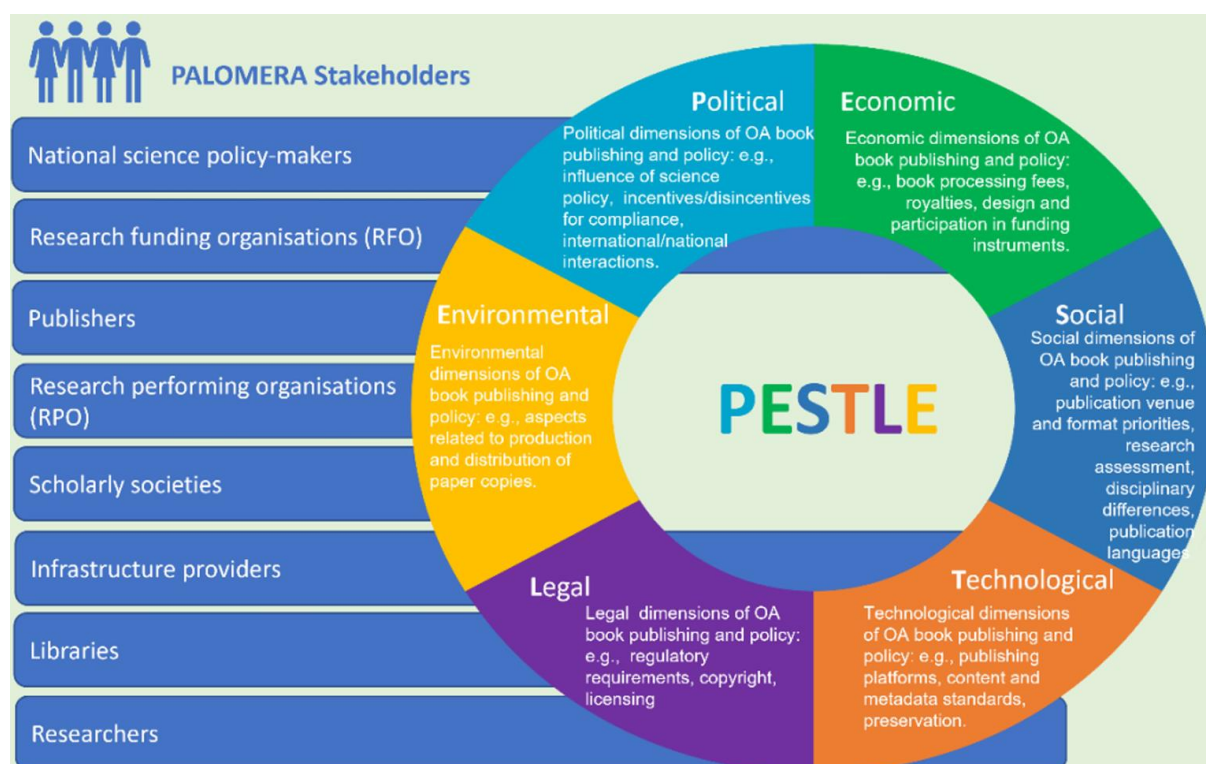 PALOMERA Stakeholders
National science policy-makers
Research funding organisations (RFO)
Publishers
Research performing organisations
(RPO)
Scholarly societies
Infrastructure providers
Libraries
Researchers
Political
Political dimensions of OA book
publishing and policy: e.g.,
influence of science
policy, incentives/disincentives
for compliance,
international/national
interactions.
Economic
Economic dimensions of OA
book publishing and policy:
e.g., book processing fees,
royalties, design and
participation in funding
instruments.
Social
Social dimensions of
OA book publishing
and policy: e.g.,
publication venue
and format priorities,
research
assessment,
disciplinary
differences,
publication
languages
Technological
Technological dimensions
of OA book publishing and
policy: e.g., publishing
platforms, content and
metadata standards,
preservation.
Legal
Legal dimensions of OA
book publishing and policy:
e.g., regulatory
requirements, copyright,
licensing
Environmental
Environmental
dimensions of OA
book publishing and
policy: e.g., aspects
related to production
and distribution of
paper copies.
PESTLE